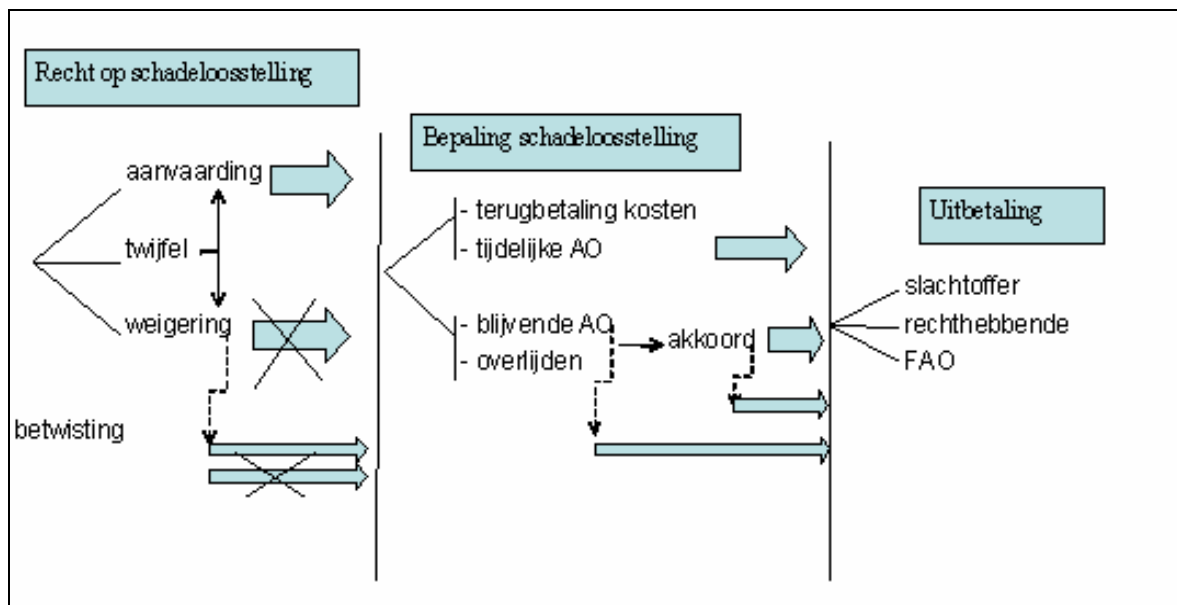 Recht op schadeloosstelling
aanvaarding
twijfel
weigering
betwisting
Bepaling schadeloosstelling
- terugbetaling kosten
- tijdelijke AO
- blijvende AO
- overlijden
akkoord
Uitbetaling
slachtoffer
rechthebbende
FAO